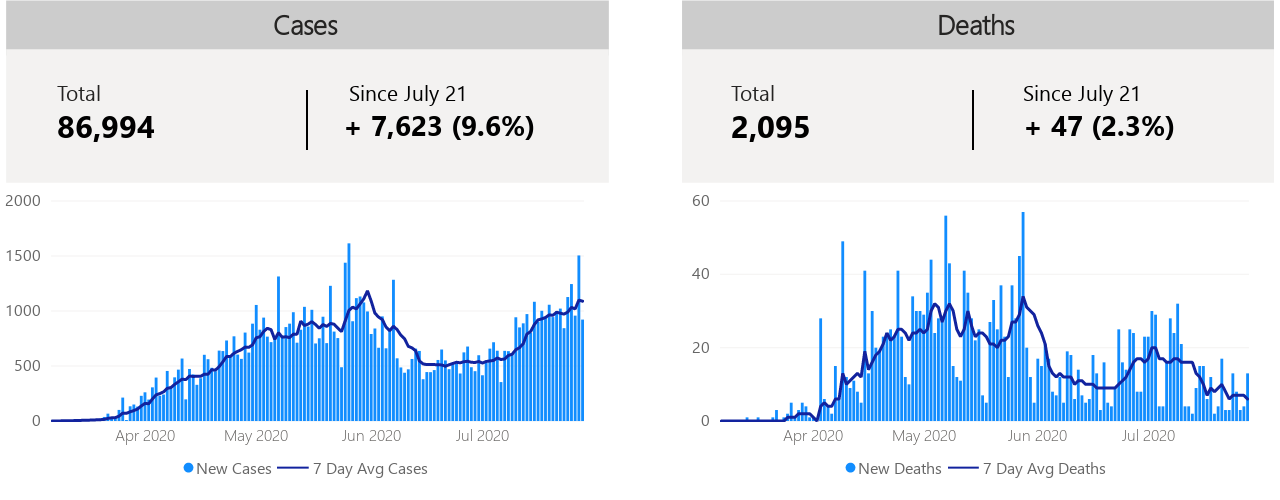 Cases
Total
86,994
Since July 21
+ 7,623 (9.6%)
2000
1500
1000
500
0
Apr 2020
May 2020
Jun 2020
Jul 2020
New Cases
7 Day Avg Cases
Deaths
Total
2,095
Since July 21
+ 47 (2.3%)
60
40
20
0
Apr 2020
May 2020
Jun 2020
Jul 2020
New Deaths
7 Day Avg Deaths